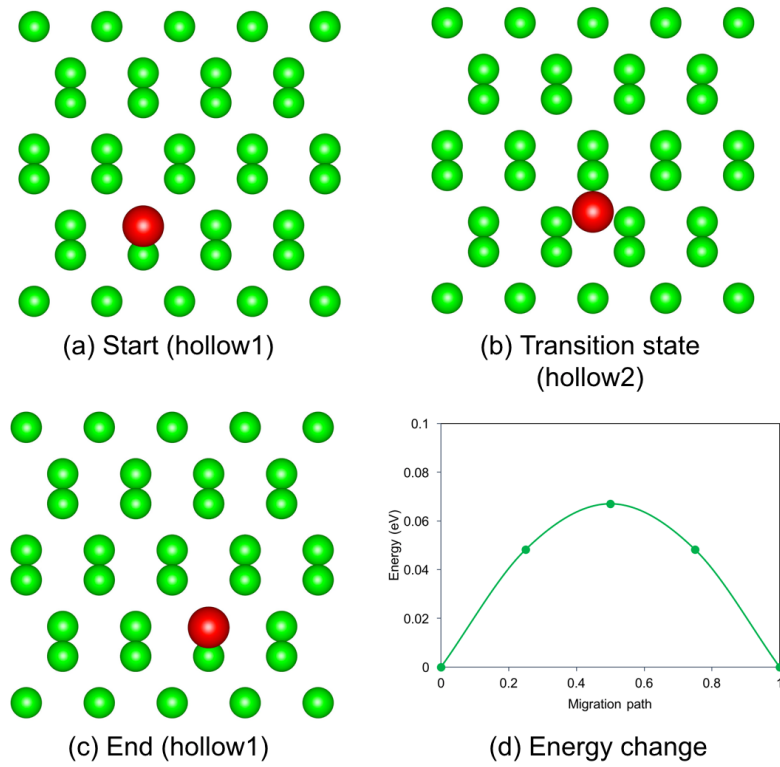 (a) Start (hollow1)
(b) Transition state
(hollow2)
0.1
0.08
0.06
0.04
0.02
0
Energy (eV)
0
0.2
0.4
0.6
0.8
1
Migration path
(c) End (hollow1)
(d) Energy change